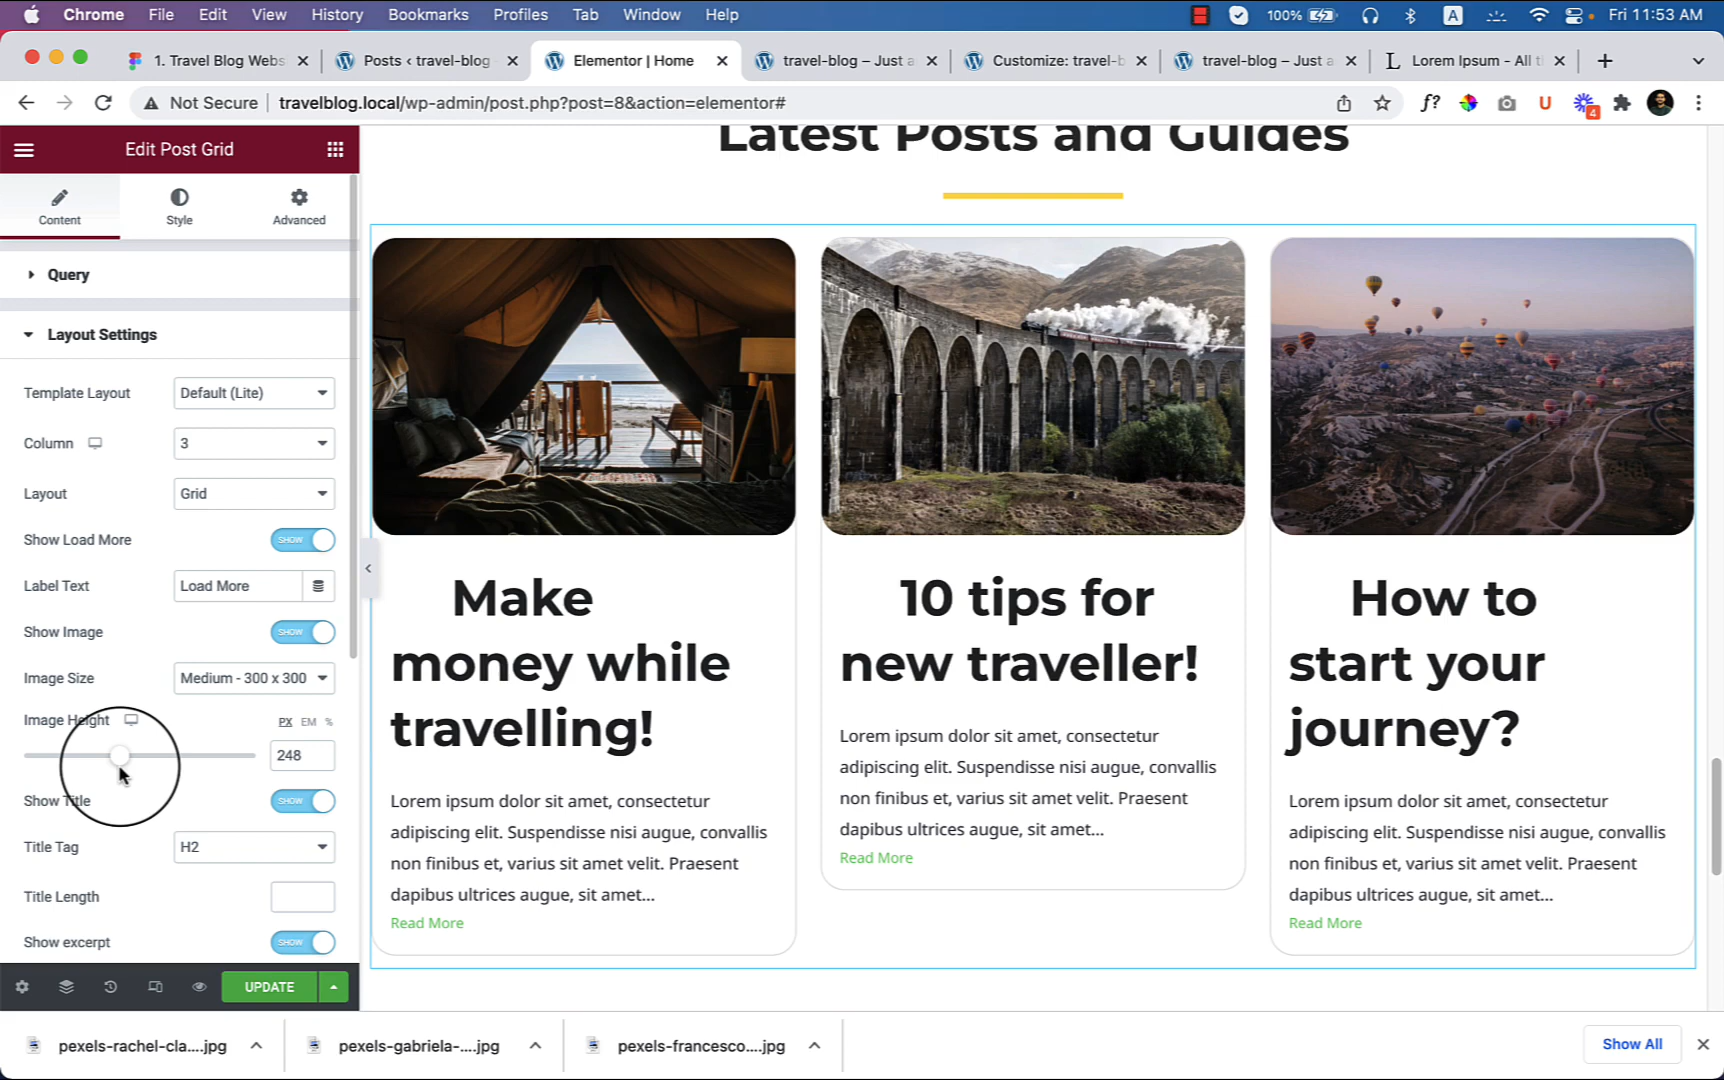 Chrome File Edit View History Bookmarks Profiles Tab Window Help 100% A Fri 11:53 AM
1. Travel Blog Webs Posts ‹ travel-blog Elementor | Home travel-blog – Just a Customize: travel-b travel-blog – Just a L Lorem Ipsum - All t
Not Secure travelblog.local/wp-admin/post.php?post=8&action=elementor# f? U 4
Edit Post Grid
Content Style Advanced
Query
Layout Settings
Template Layout Default (Lite)
Column 3
Layout Grid
Show Load More SHOW
Label Text Load More
Show Image SHOW
Image Size Medium - 300 x 300
Image Height PX EM %
248
Show Title SHOW
Title Tag H2
Title Length
Show excerpt SHOW
UPDATE
Latest Posts and Guides
Make
money while
travelling!
Lorem ipsum dolor sit amet, consectetur
adipiscing elit. Suspendisse nisi augue, convallis
non finibus et, varius sit amet velit. Praesent
dapibus ultrices augue, sit amet...
Read More
10 tips for
new traveller!
Lorem ipsum dolor sit amet, consectetur
adipiscing elit. Suspendisse nisi augue, convallis
non finibus et, varius sit amet velit. Praesent
dapibus ultrices augue, sit amet...
Read More
How to
start your
journey?
Lorem ipsum dolor sit amet, consectetur
adipiscing elit. Suspendisse nisi augue, convallis
non finibus et, varius sit amet velit. Praesent
dapibus ultrices augue, sit amet...
Read More
pexels-rachel-cla....jpg pexels-gabriela-....jpg pexels-francesco....jpg Show All